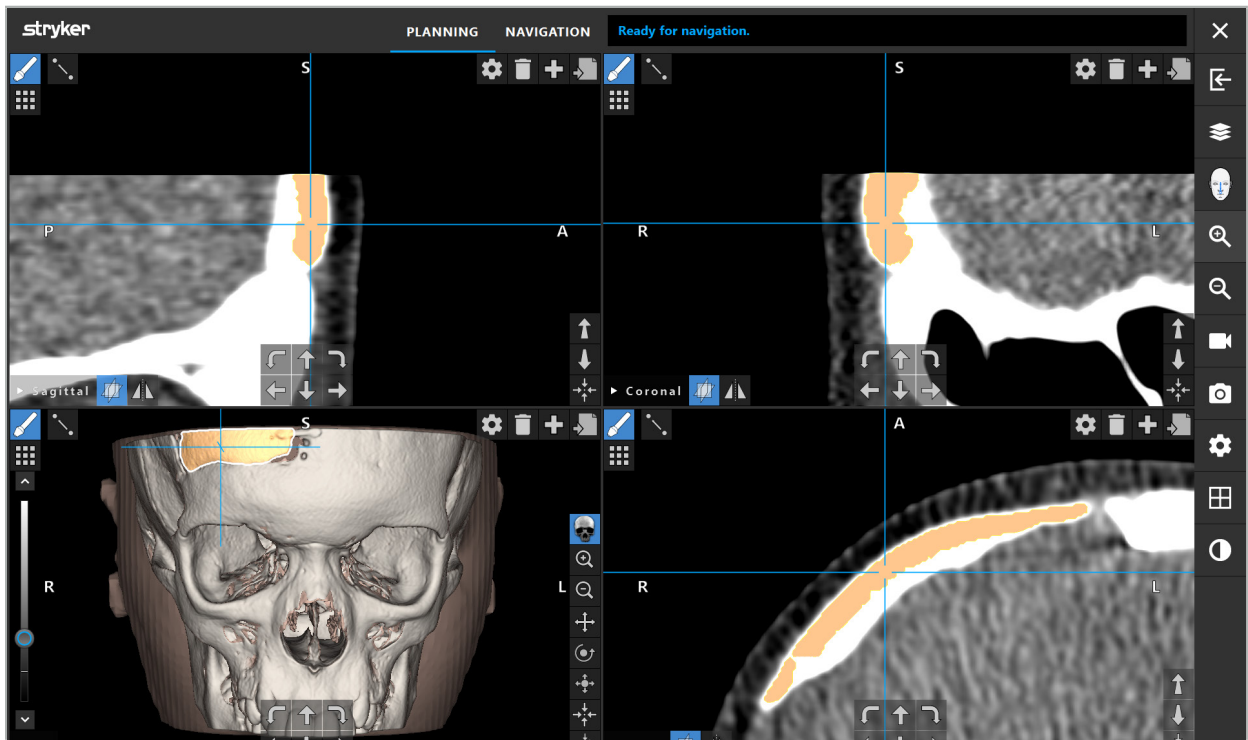 stryker
PLANNING
NAVIGATION
Ready for navigation.
S
P
A
Sagittal
S
R
L
Coronal
S
R
L
A
R
L